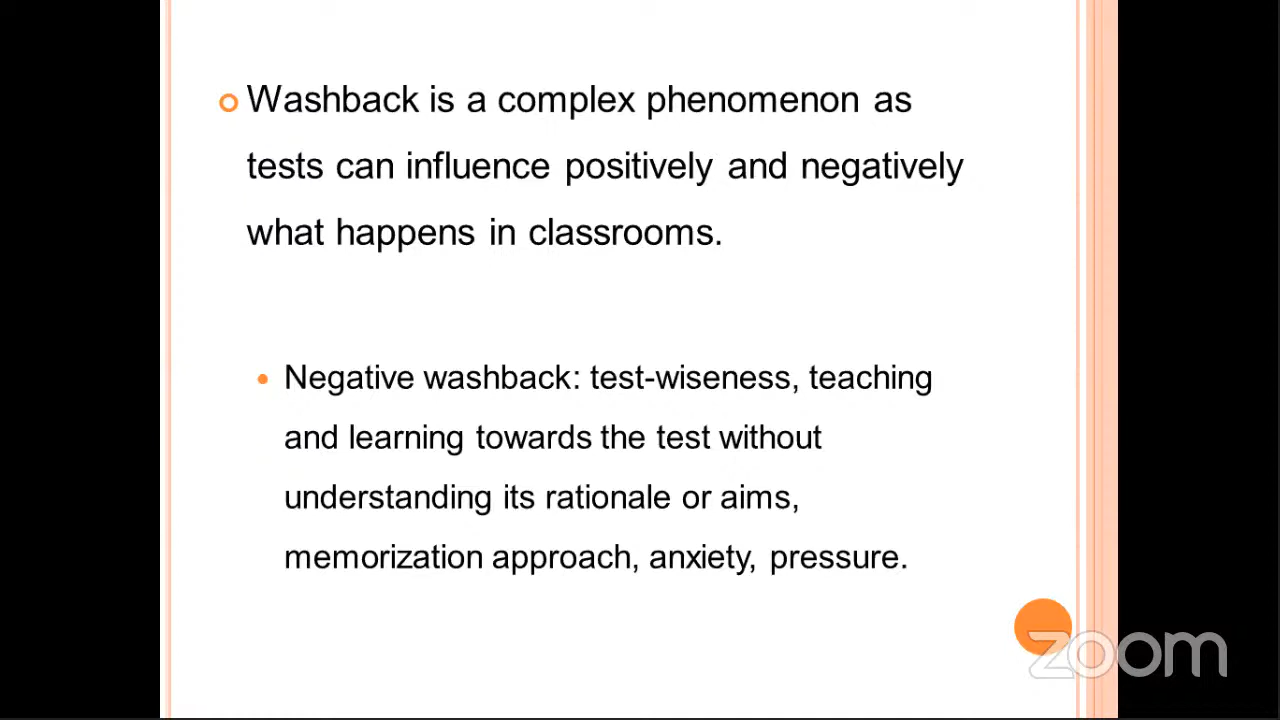 Washback is a complex phenomenon as
tests can influence positively and negatively
what happens in classrooms.
Negative washback: test-wiseness, teaching
and learning towards the test without
understanding its rationale or aims,
memorization approach, anxiety, pressure.
zoom